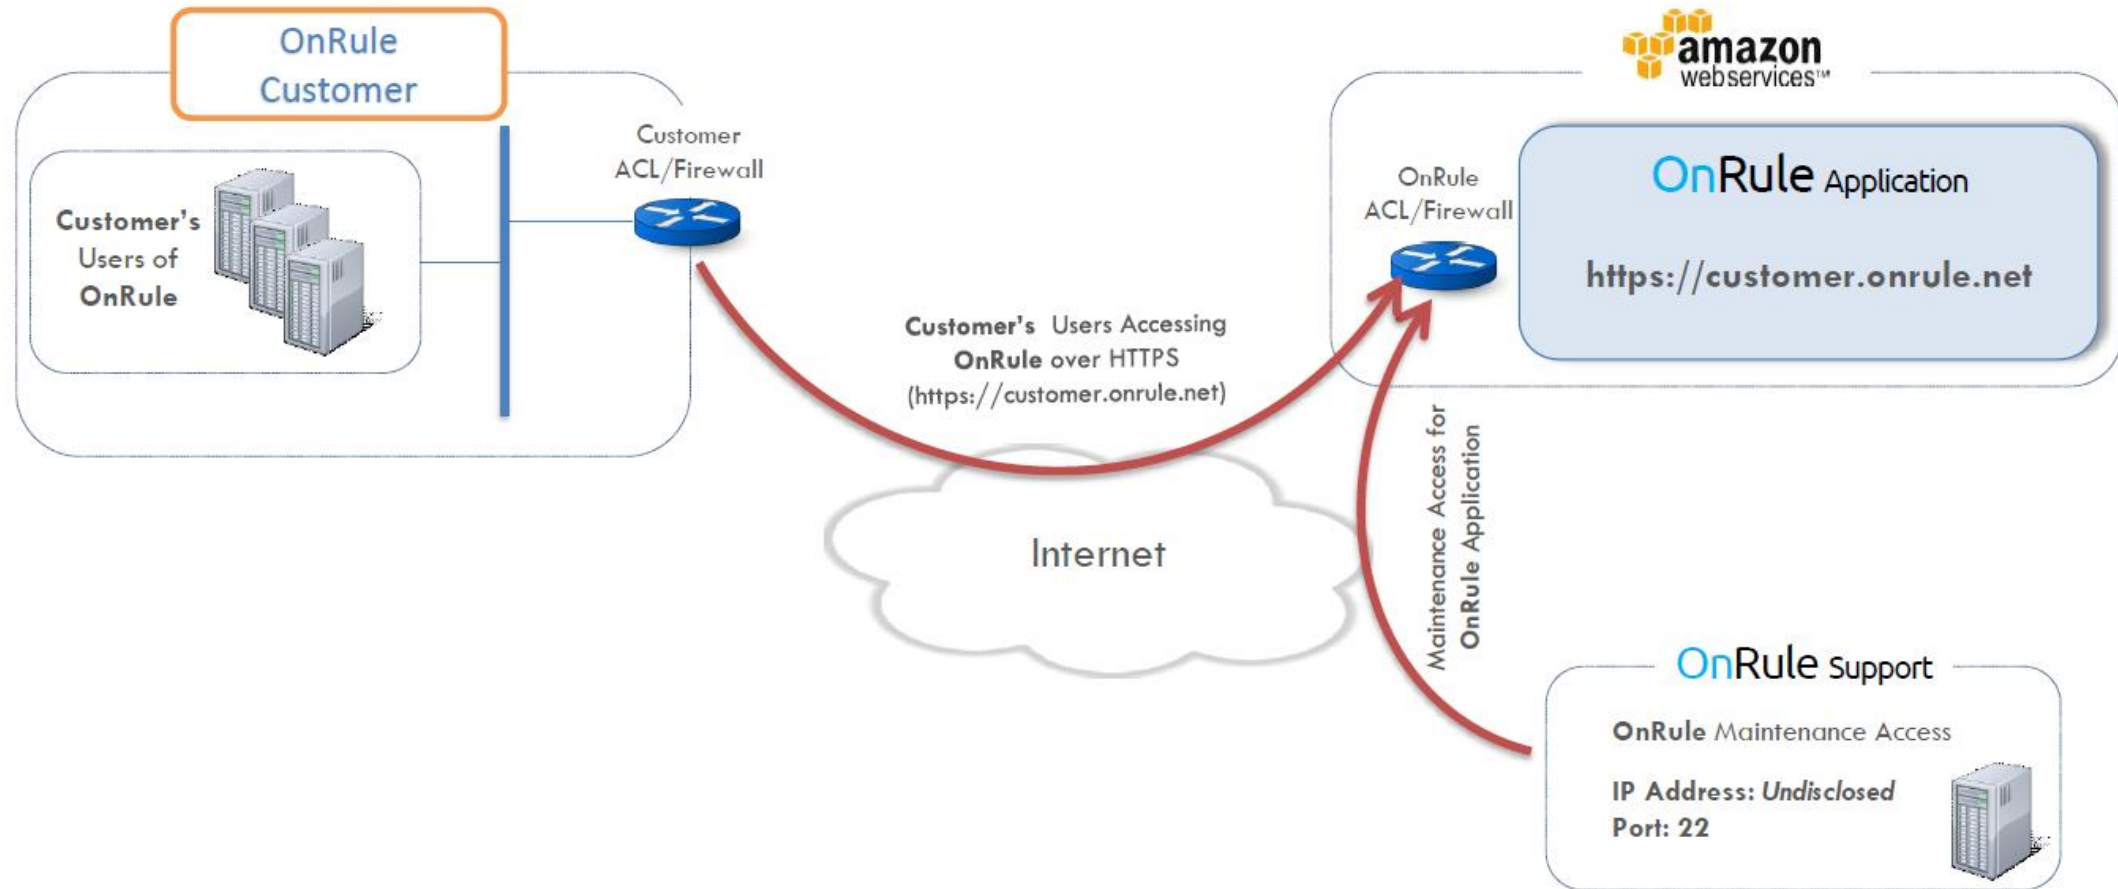 OnRule
Customer
Customer's
Users of
OnRule
Customer
ACL/Firewall
Customer's Users Accessing
OnRule over HTTPS
(https://customer.onrule.net)
Internet
amazon
webservices™
OnRule
ACL/Firewall
OnRule Application
https://customer.onrule.net
Maintenance Access for
OnRule Application
OnRule Support
OnRule Maintenance Access
IP Address: Undisclosed
Port: 22